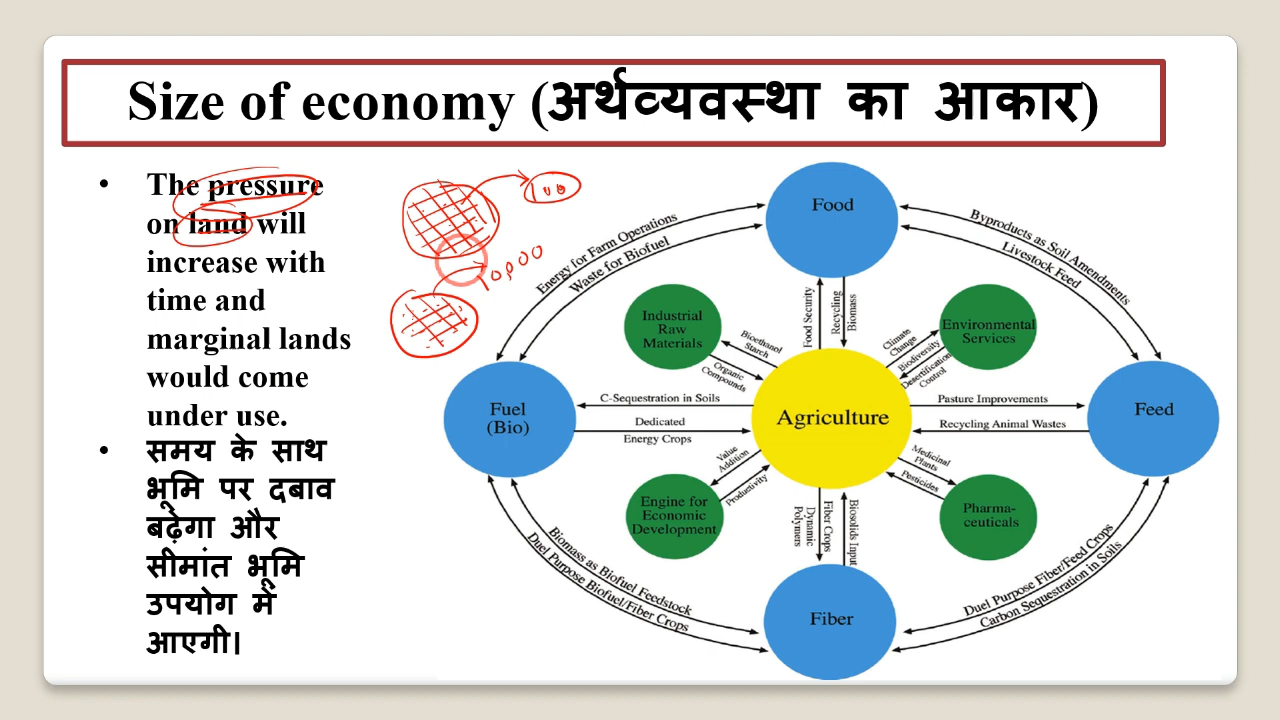 Size of economy (अर्थव्यवस्था का आकार)
• The pressure
on land will
increase with
time and
marginal lands
would come
under use.
• समय के साथ
भूमि पर दबाव
बढ़ेगा और
सीमांत भूमि
उपयोग में
आएगी।
100
10,000
Food
Energy for Farm Operations
Waste for Biofuel
Byproducts as Soil Amendments
Livestock Feed
Food Security
Recycling
Biomass
Industrial
Raw
Materials
Bioethanol
Starch
Organic
Compounds
Climate
Change
Biodiversity
Desertification
Control
Environmental
Services
Fuel
(Bio)
C-Sequestration in Soils
Dedicated
Energy Crops
Agriculture
Pasture Improvements
Recycling Animal Wastes
Feed
Value
Addition
Productivity
Engine for
Economic
Development
Fiber Crops
Dynamic
Polymers
Biosolids Input
Medicinal
Plants
Pesticides
Pharma-
ceuticals
Biomass as Biofuel Feedstock
Duel Purpose Biofuel/Fiber Crops
Duel Purpose Fiber/Feed Crops
Carbon Sequestration in Soils
Fiber